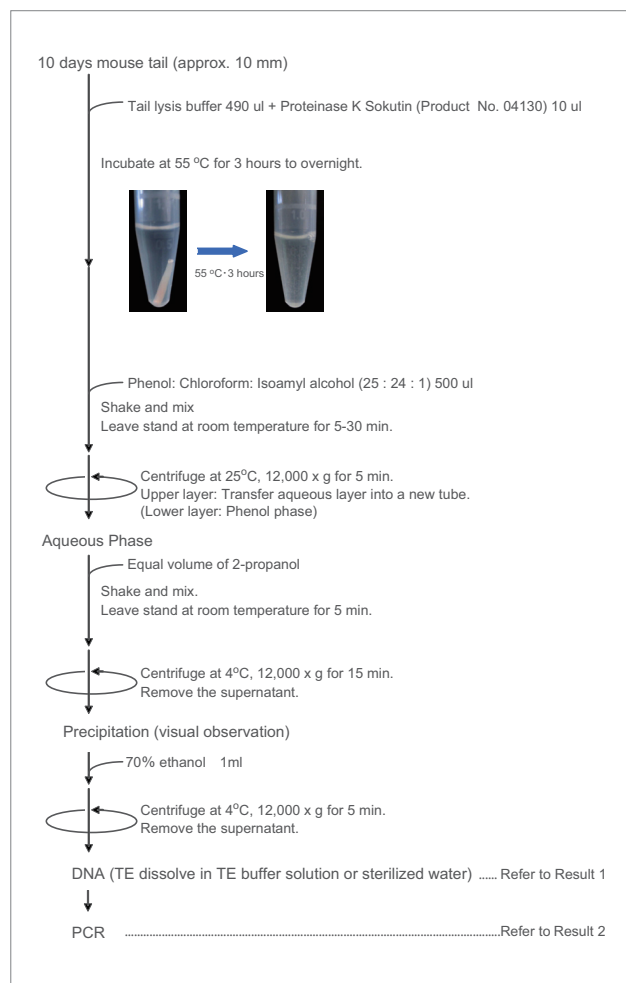 10 days mouse tail (approx. 10 mm)
Tail lysis buffer 490 ul + Proteinase K Sokutin (Product No. 04130) 10 ul
Incubate at 55 ºC for 3 hours to overnight.
55 ºC・3 hours
Phenol: Chloroform: Isoamyl alcohol (25 : 24 : 1) 500 ul
Shake and mix
Leave stand at room temperature for 5-30 min.
Centrifuge at 25ºC, 12,000 x g for 5 min.
Upper layer: Transfer aqueous layer into a new tube.
(Lower layer: Phenol phase)
Aqueous Phase
Equal volume of 2-propanol
Shake and mix.
Leave stand at room temperature for 5 min.
Centrifuge at 4ºC, 12,000 x g for 15 min.
Remove the supernatant.
Precipitation (visual observation)
70% ethanol 1ml
Centrifuge at 4ºC, 12,000 x g for 5 min.
Remove the supernatant.
DNA (TE dissolve in TE buffer solution or sterilized water) ...... Refer to Result 1
PCR ......Refer to Result 2